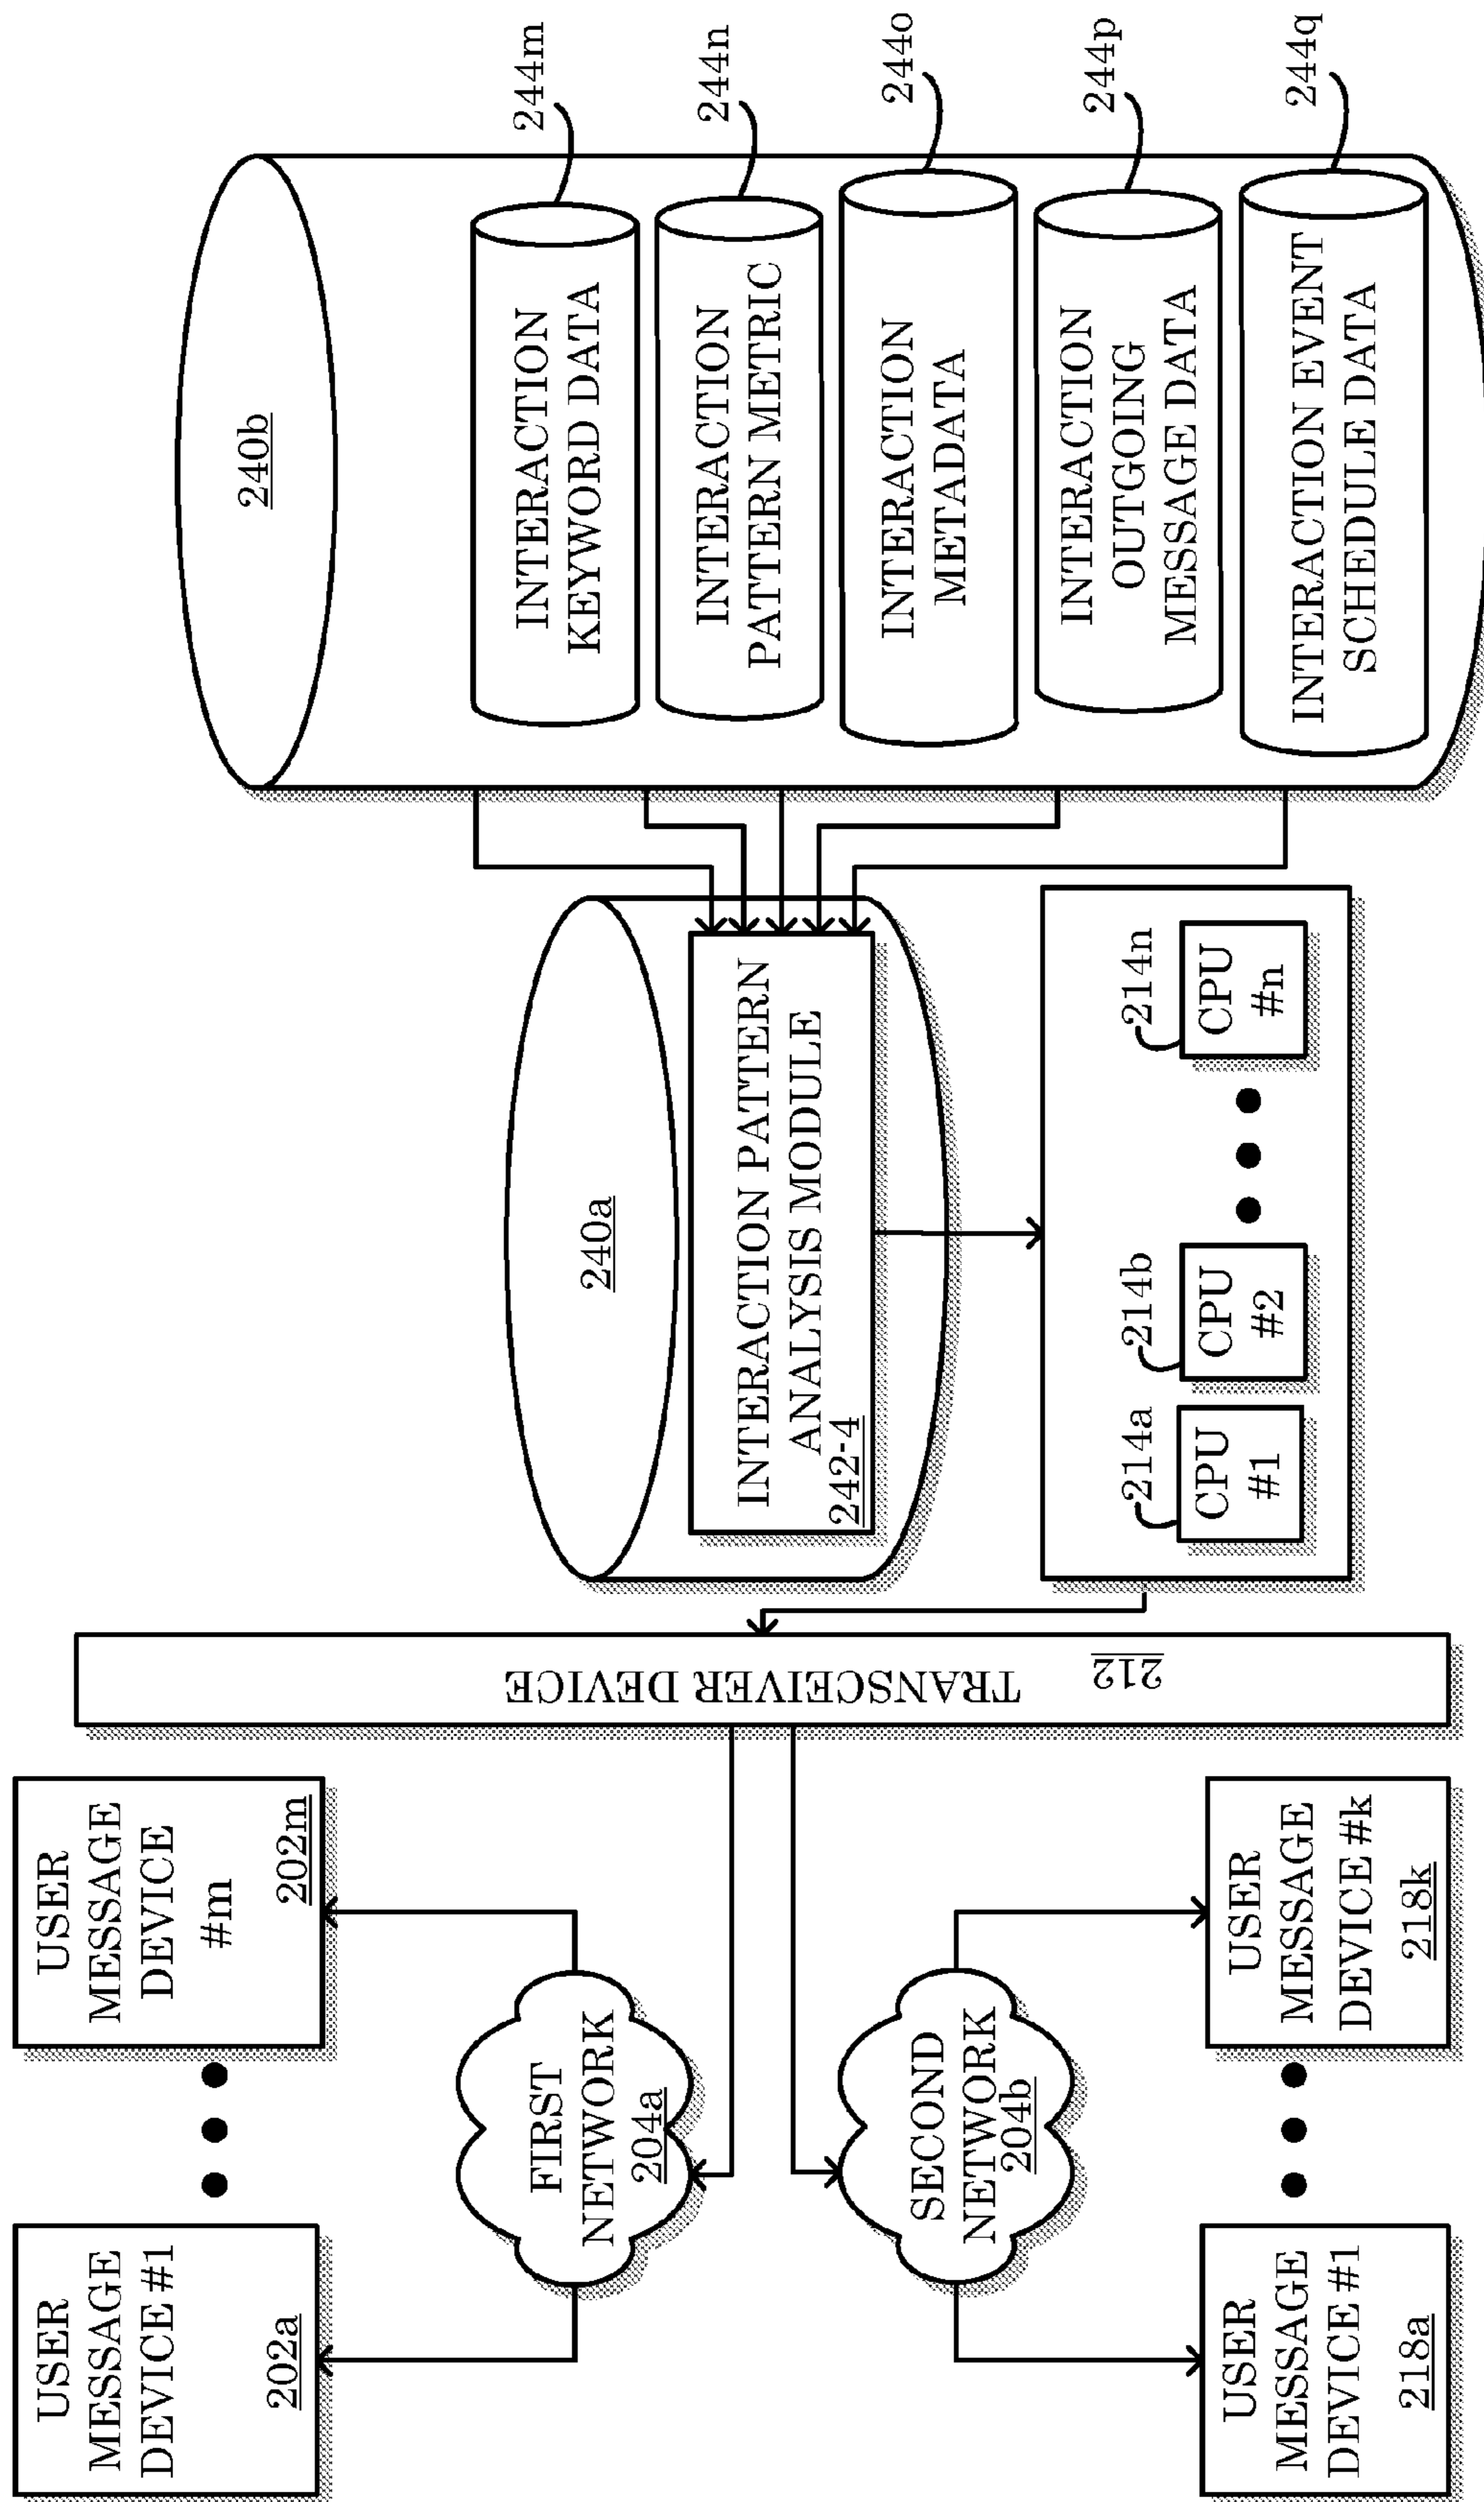 USER
MESSAGE
DEVICE #1
202a
USER
MESSAGE
DEVICE
#m
202m
FIRST
NETWORK
204a
SECOND
NETWORK
204b
USER
MESSAGE
DEVICE #1
218a
USER
MESSAGE
DEVICE #k
218k
TRANSCEIVER DEVICE
212
240a
INTERACTION PATTERN
ANALYSIS MODULE
242-4
214a
CPU
#1
214b
CPU
#2
214n
CPU
#n
240b
INTERACTION
KEYWORD DATA
244m
INTERACTION
PATTERN METRIC
244n
INTERACTION
METADATA
244o
INTERACTION
OUTGOING
MESSAGE DATA
244p
INTERACTION EVENT
SCHEDULE DATA
244q